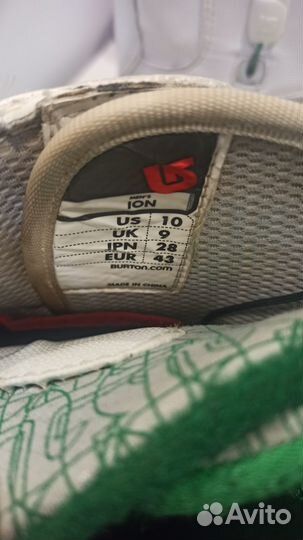 MEN'S
ION
US 10
UK 9
JPN 28
EUR 43
BURTON.com
MADE IN CHINA
Avito